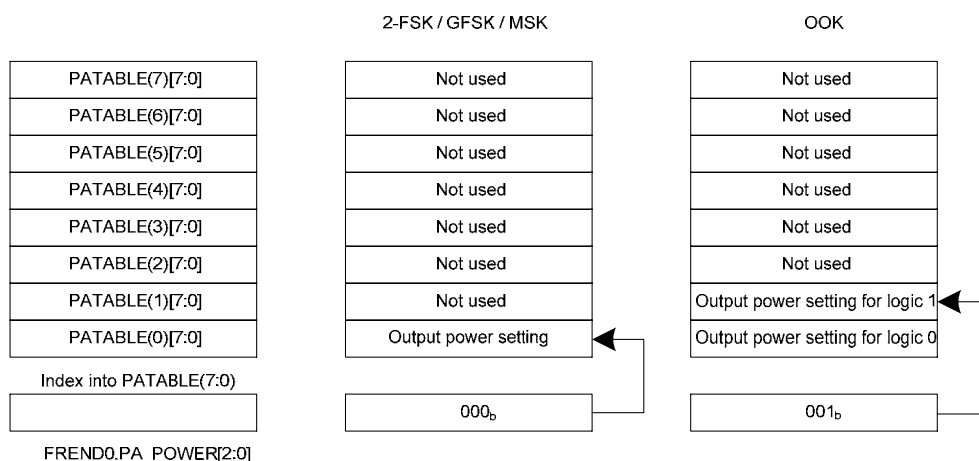 2-FSK / GFSK / MSK OOK
PATABLE(7)[7:0] Not used Not used
PATABLE(6)[7:0] Not used Not used
PATABLE(5)[7:0] Not used Not used
PATABLE(4)[7:0] Not used Not used
PATABLE(3)[7:0] Not used Not used
PATABLE(2)[7:0] Not used Not used
PATABLE(1)[7:0] Not used Output power setting for logic 1
PATABLE(0)[7:0] Output power setting Output power setting for logic 0
Index into PATABLE(7:0)
000b 001b
FREND0.PA_POWER[2:0]